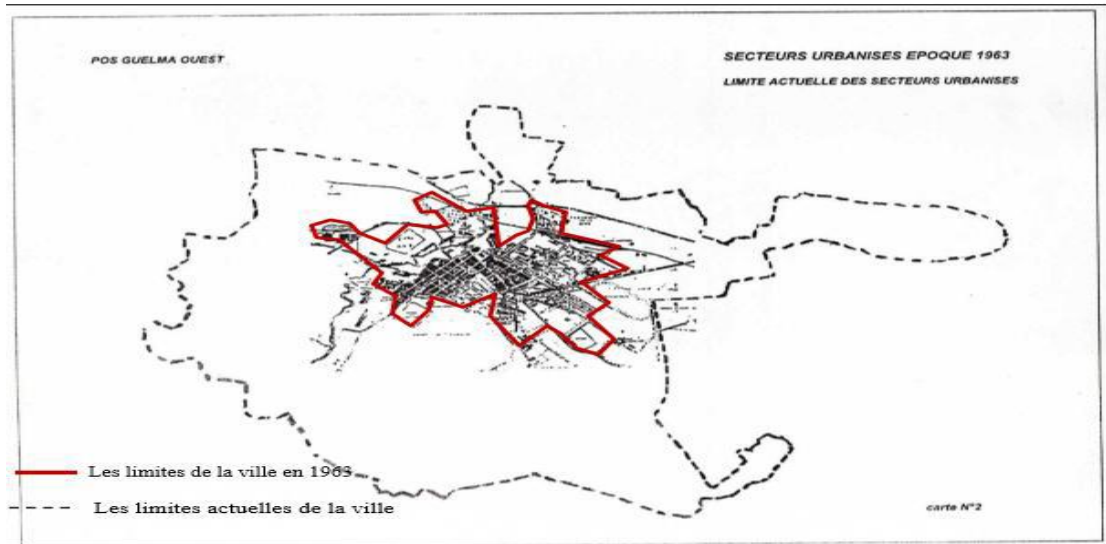 POS GUELMA OUEST
SECTEURS URBANISES EPOQUE 1963
LIMITE ACTUELLE DES SECTEURS URBANISES
Les limites de la ville en 1963
Les limites actuelles de la ville
carte N°2